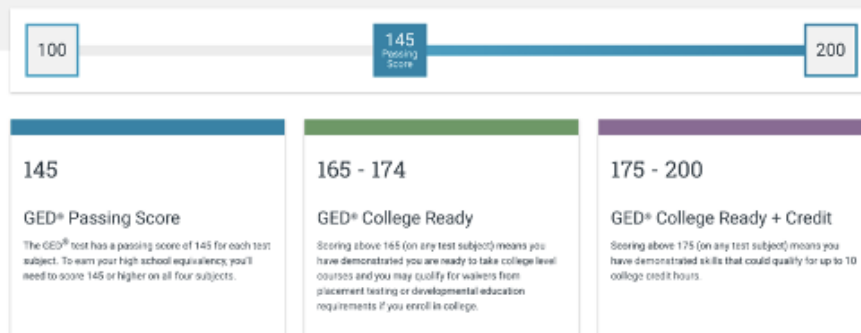 100
145
Passing
Score
200
145
GED® Passing Score
The GED® test has a passing score of 145 for each test
subject. To earn your high school equivalency, you'll
need to score 145 or higher on all four subjects.
165 - 174
GED® College Ready
Scoring above 165 (on any test subject) means you
have demonstrated you are ready to take college level
courses and you may qualify for waivers from
placement testing or developmental education
requirements if you enroll in college.
175 - 200
GED® College Ready + Credit
Scoring above 175 (on any test subject) means you
have demonstrated skills that could qualify for up to 10
college credit hours.